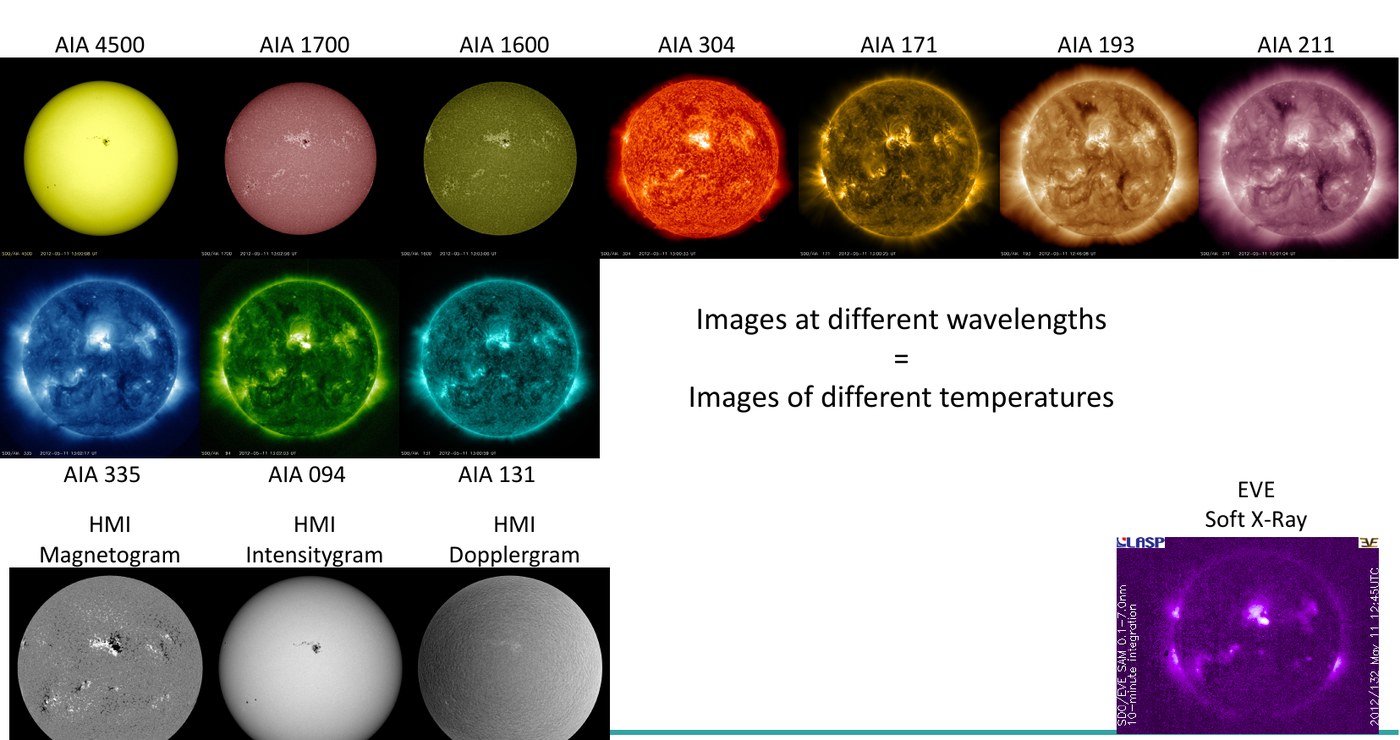 AIA 4500 AIA 1700 AIA 1600 AIA 304 AIA 171 AIA 193 AIA 211
Images at different wavelengths
=
Images of different temperatures
AIA 335 AIA 094 AIA 131
HMI
Magnetogram
HMI
Intensitygram
HMI
Dopplergram
EVE
Soft X-Ray
LASP
EVE
SDO/EVE SAM 0.1-7.0nm
10-minute integration
2012/132 May 11 12:45UTC